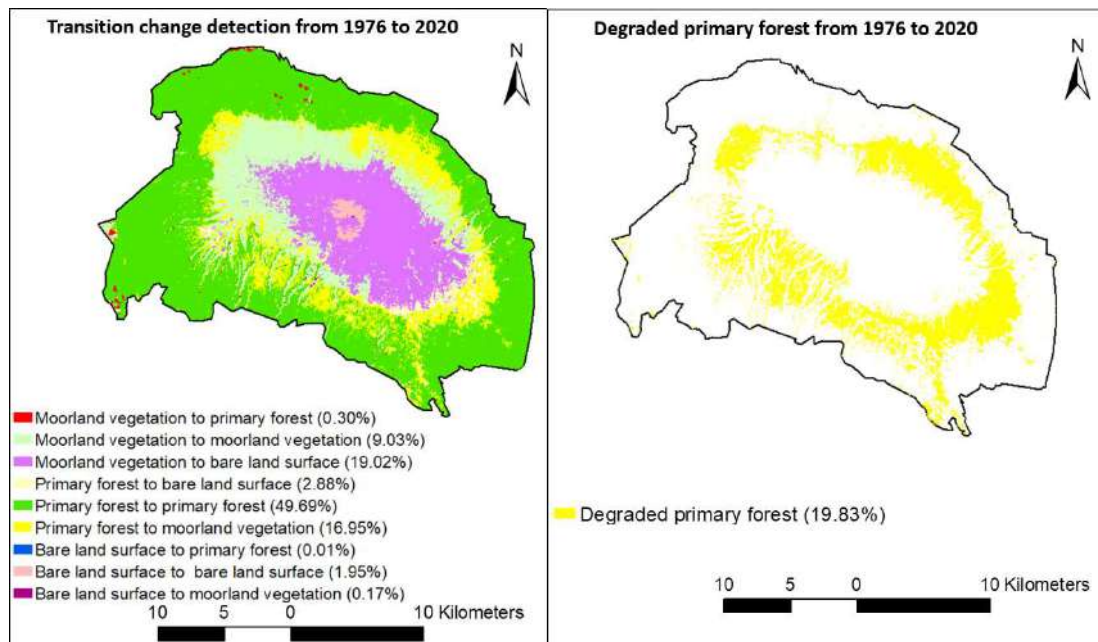 Transition change detection from 1976 to 2020
N
Moorland vegetation to primary forest (0.30%)
Moorland vegetation to moorland vegetation (9.03%)
Moorland vegetation to bare land surface (19.02%)
Primary forest to bare land surface (2.88%)
Primary forest to primary forest (49.69%)
Primary forest to moorland vegetation (16.95%)
Bare land surface to primary forest (0.01%)
Bare land surface to bare land surface (1.95%)
Bare land surface to moorland vegetation (0.17%)
10 5 0 10 Kilometers
Degraded primary forest from 1976 to 2020
N
Degraded primary forest (19.83%)
10 5 0 10 Kilometers